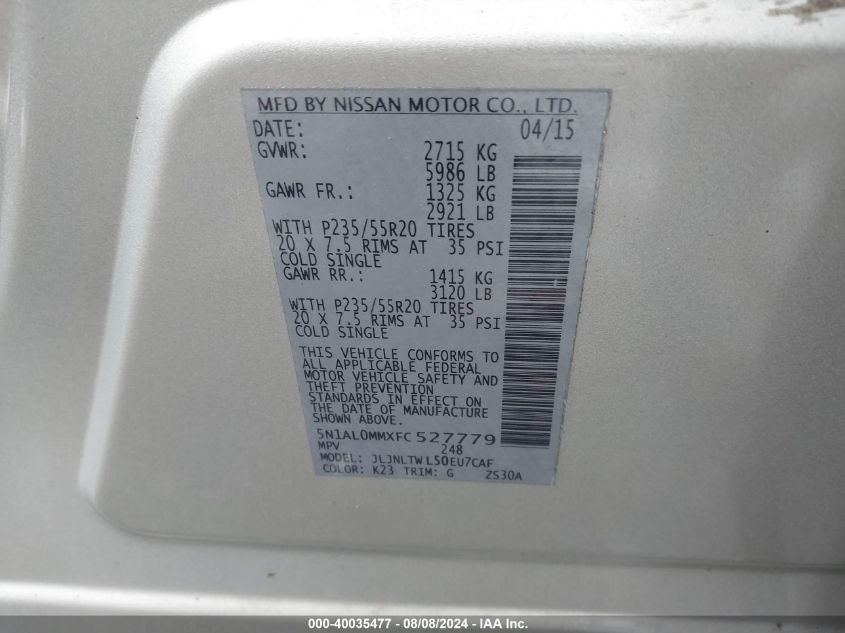 MFD BY NISSAN MOTOR CO., LTD.
DATE: 04/15
GVWR: 2715 KG
5986 LB
GAWR FR.: 1325 KG
2921 LB
WITH P235/55R20 TIRES
20 X 7.5 RIMS AT 35 PSI
COLD SINGLE
GAWR RR.: 1415 KG
3120 LB
WITH P235/55R20 TIRES
20 X 7.5 RIMS AT 35 PSI
COLD SINGLE
THIS VEHICLE CONFORMS TO
ALL APPLICABLE FEDERAL
MOTOR VEHICLE SAFETY AND
THEFT PREVENTION
STANDARDS IN EFFECT ON
THE DATE OF MANUFACTURE
SHOWN ABOVE.
5N1AL0MMXFC527779
MPV 248
MODEL: JLJNLTWL50EU7CAF
COLOR: K23 TRIM: G ZS30A
000-40035477 - 08/08/2024 - IAA Inc.